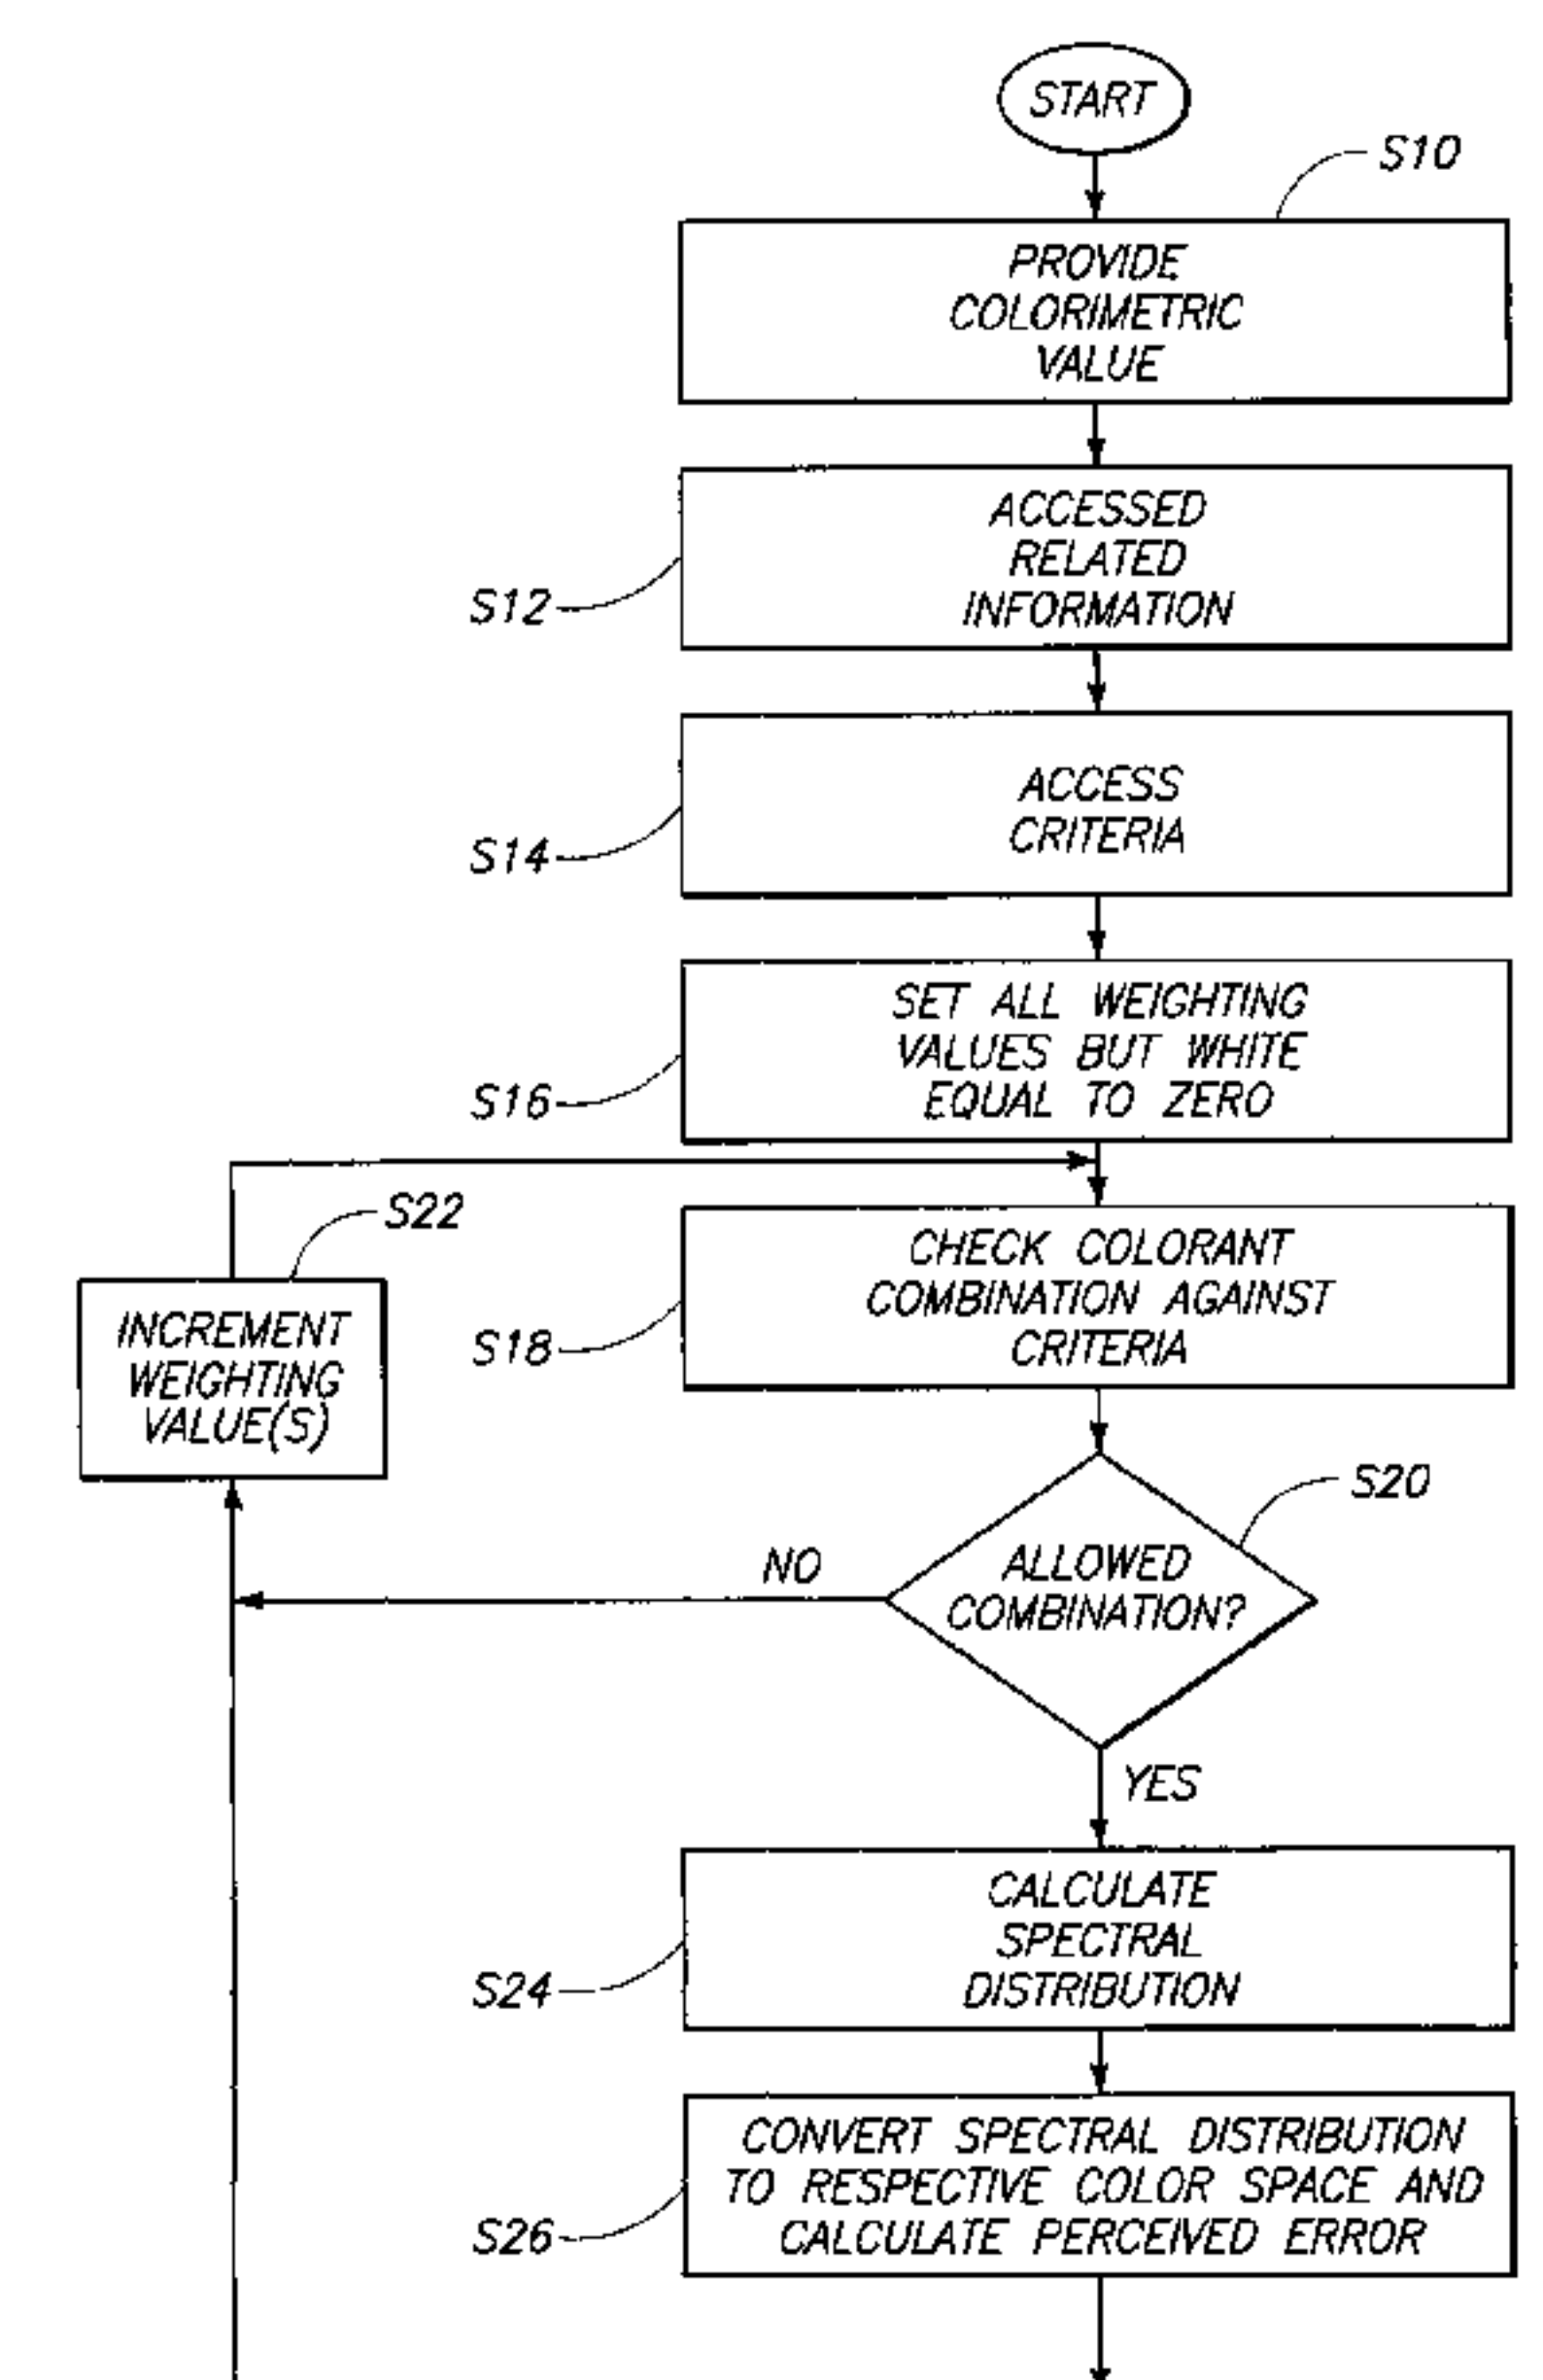 START
S10
PROVIDE
COLORIMETRIC
VALUE
ACCESSED
RELATED
INFORMATION
S12
ACCESS
CRITERIA
S14
SET ALL WEIGHTING
VALUES BUT WHITE
EQUAL TO ZERO
S16
S22
INCREMENT
WEIGHTING
VALUE(S)
CHECK COLORANT
COMBINATION AGAINST
CRITERIA
S18
S20
ALLOWED
COMBINATION?
NO
YES
CALCULATE
SPECTRAL
DISTRIBUTION
S24
CONVERT SPECTRAL DISTRIBUTION
TO RESPECTIVE COLOR SPACE AND
CALCULATE PERCEIVED ERROR
S26